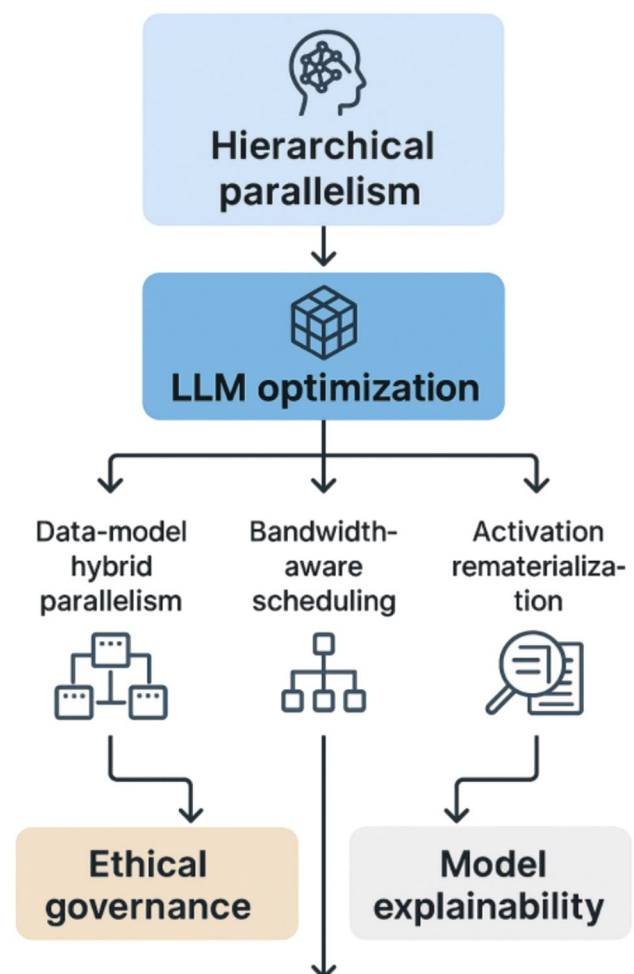 Hierarchical
parallelism
LLM optimization
Data-model
hybrid
parallelism
Bandwidth-
aware
scheduling
Activation
rematerializa-
tion
Ethical
governance
Model
explainability